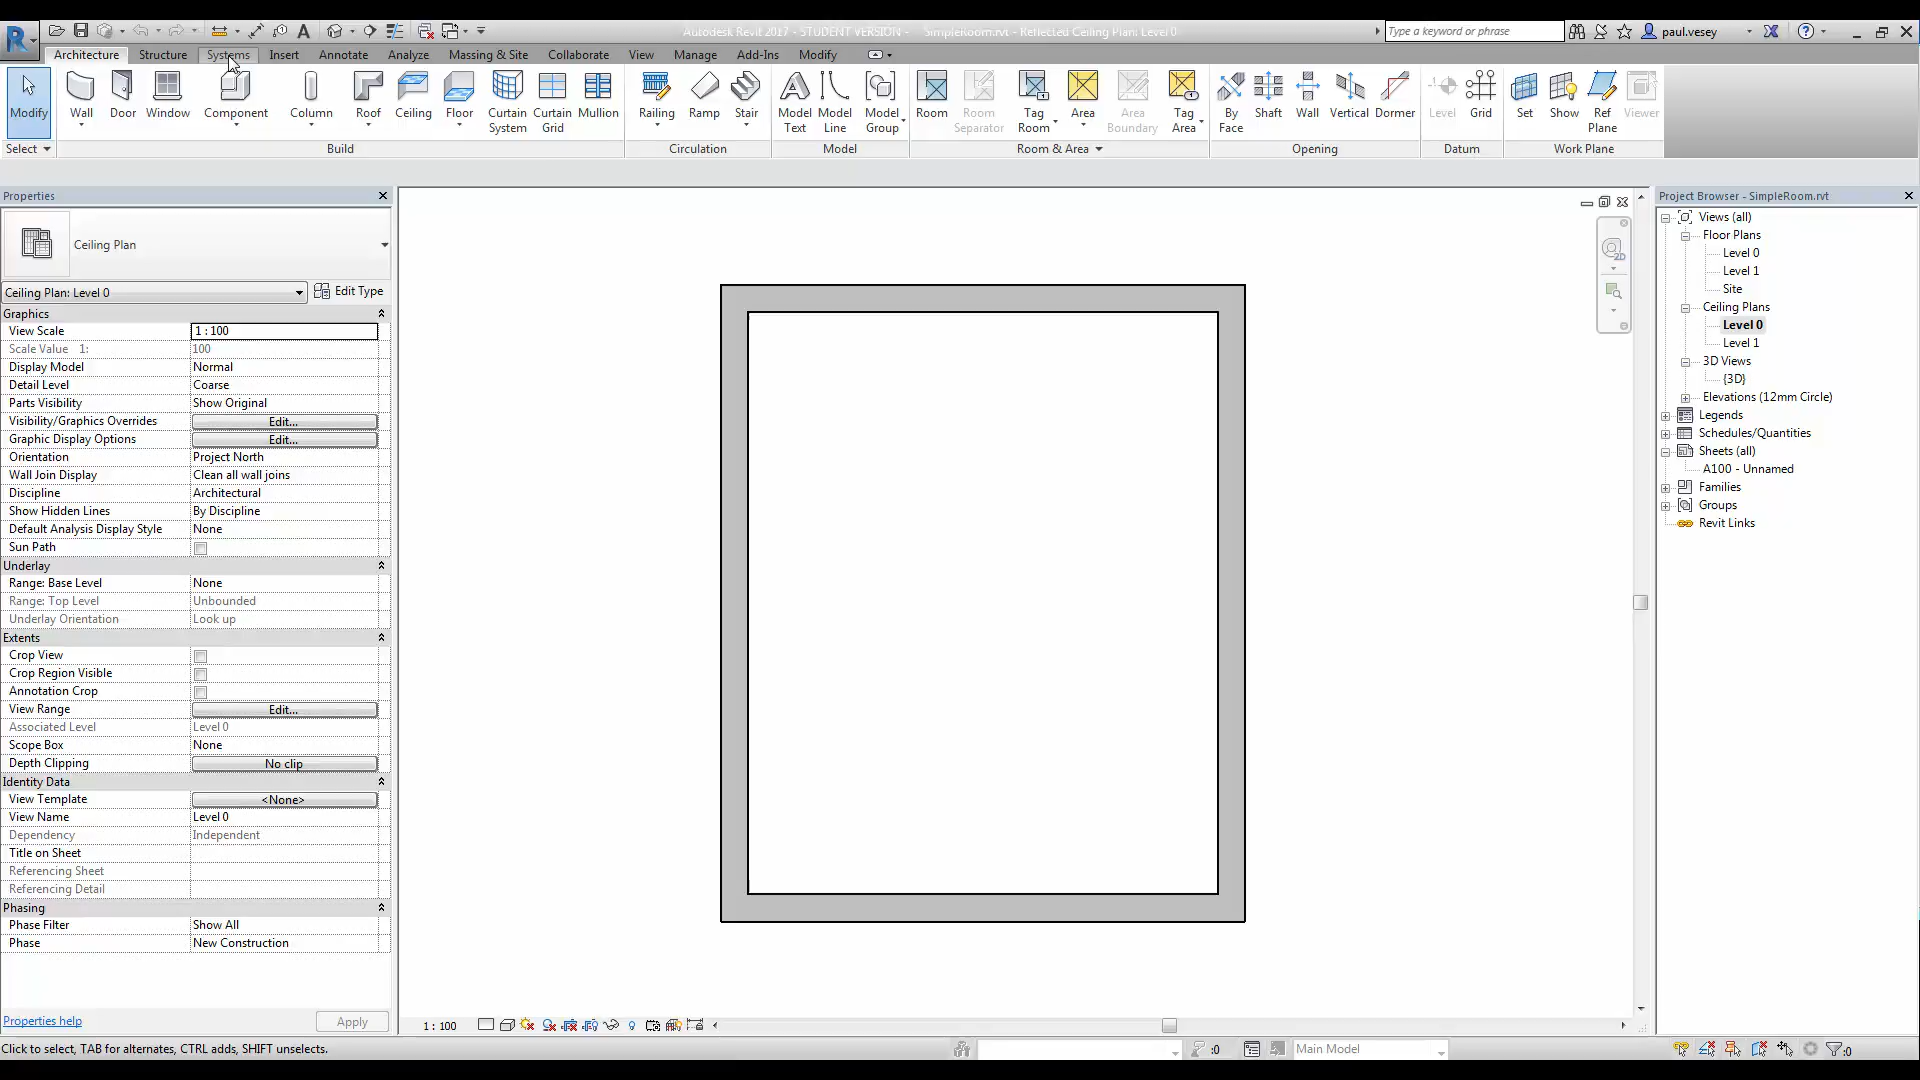 Autodesk Revit 2017 - STUDENT VERSION - SimpleRoom.rvt - Reflected Ceiling Plan: Level 0
Type a keyword or phrase
paul.vesey
Architecture Structure Systems Insert Annotate Analyze Massing & Site Collaborate View Manage Add-Ins Modify
Modify Wall Door Window Component Column Roof Ceiling Floor Curtain System Curtain Grid Mullion Railing Ramp Stair Model Text Model Line Model Group Room Room Separator Tag Room Area Area Boundary Tag Area By Face Shaft Wall Vertical Dormer Level Grid Set Show Ref Plane Viewer
Select Build Circulation Model Room & Area Opening Datum Work Plane
Properties
Ceiling Plan
Ceiling Plan: Level 0 Edit Type
Graphics
View Scale 1 : 100
Scale Value 1: 100
Display Model Normal
Detail Level Coarse
Parts Visibility Show Original
Visibility/Graphics Overrides Edit...
Graphic Display Options Edit...
Orientation Project North
Wall Join Display Clean all wall joins
Discipline Architectural
Show Hidden Lines By Discipline
Default Analysis Display Style None
Sun Path
Underlay
Range: Base Level None
Range: Top Level Unbounded
Underlay Orientation Look up
Extents
Crop View
Crop Region Visible
Annotation Crop
View Range Edit...
Associated Level Level 0
Scope Box None
Depth Clipping No clip
Identity Data
View Template <None>
View Name Level 0
Dependency Independent
Title on Sheet
Referencing Sheet
Referencing Detail
Phasing
Phase Filter Show All
Phase New Construction
Properties help Apply
2D
Project Browser - SimpleRoom.rvt
Views (all)
Floor Plans
Level 0
Level 1
Site
Ceiling Plans
Level 0
Level 1
3D Views
{3D}
Elevations (12mm Circle)
Legends
Schedules/Quantities
Sheets (all)
A100 - Unnamed
Families
Groups
Revit Links
1 : 100
Click to select, TAB for alternates, CTRL adds, SHIFT unselects.
:0
Main Model
:0